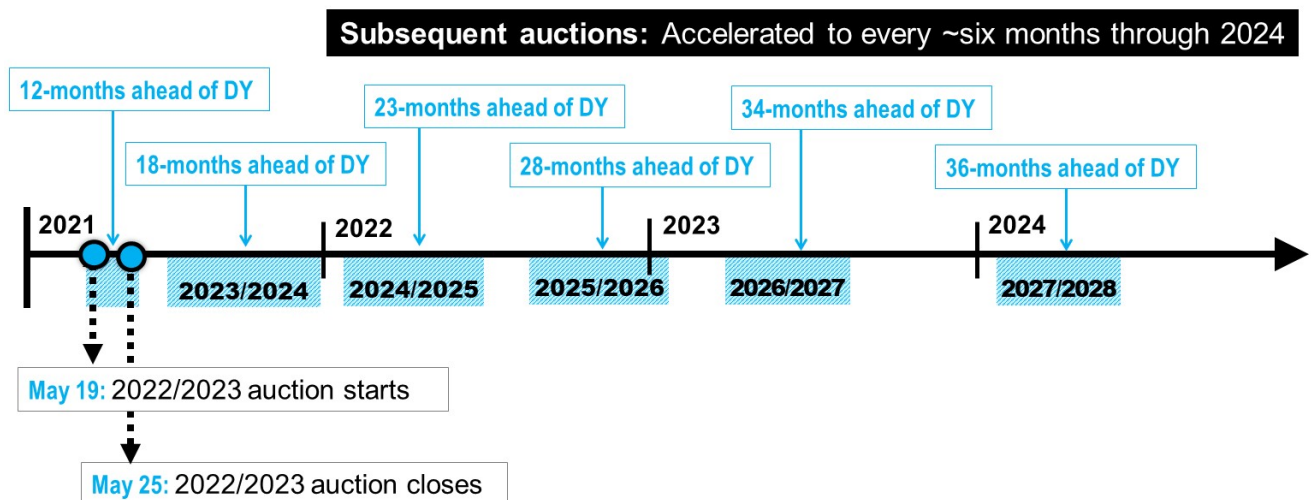 Subsequent auctions: Accelerated to every ~six months through 2024
12-months ahead of DY
23-months ahead of DY
34-months ahead of DY
18-months ahead of DY
28-months ahead of DY
36-months ahead of DY
2021
2022
2023
2024
2023/2024
2024/2025
2025/2026
2026/2027
2027/2028
May 19: 2022/2023 auction starts
May 25: 2022/2023 auction closes